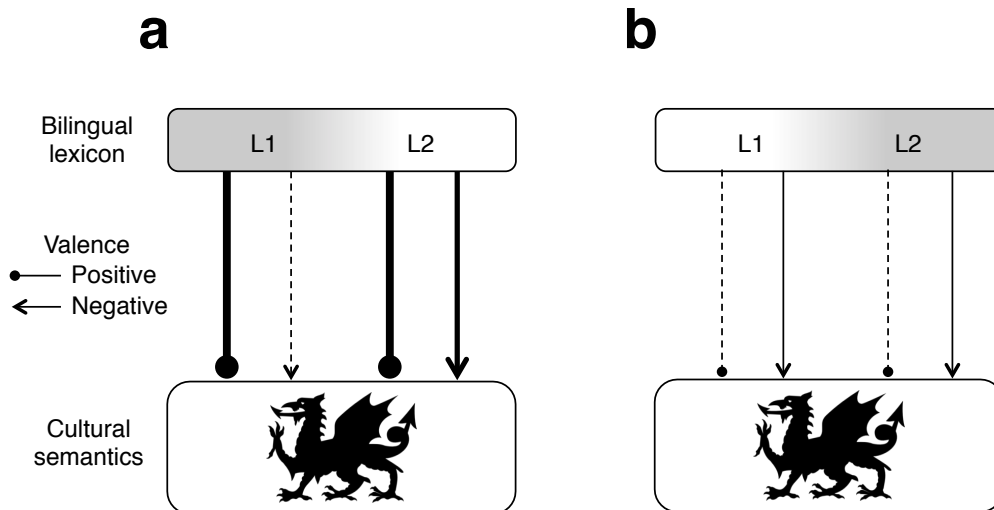 a
b
Bilingual
lexicon
L1
L2
L1
L2
Valence
Positive
Negative
Cultural
semantics